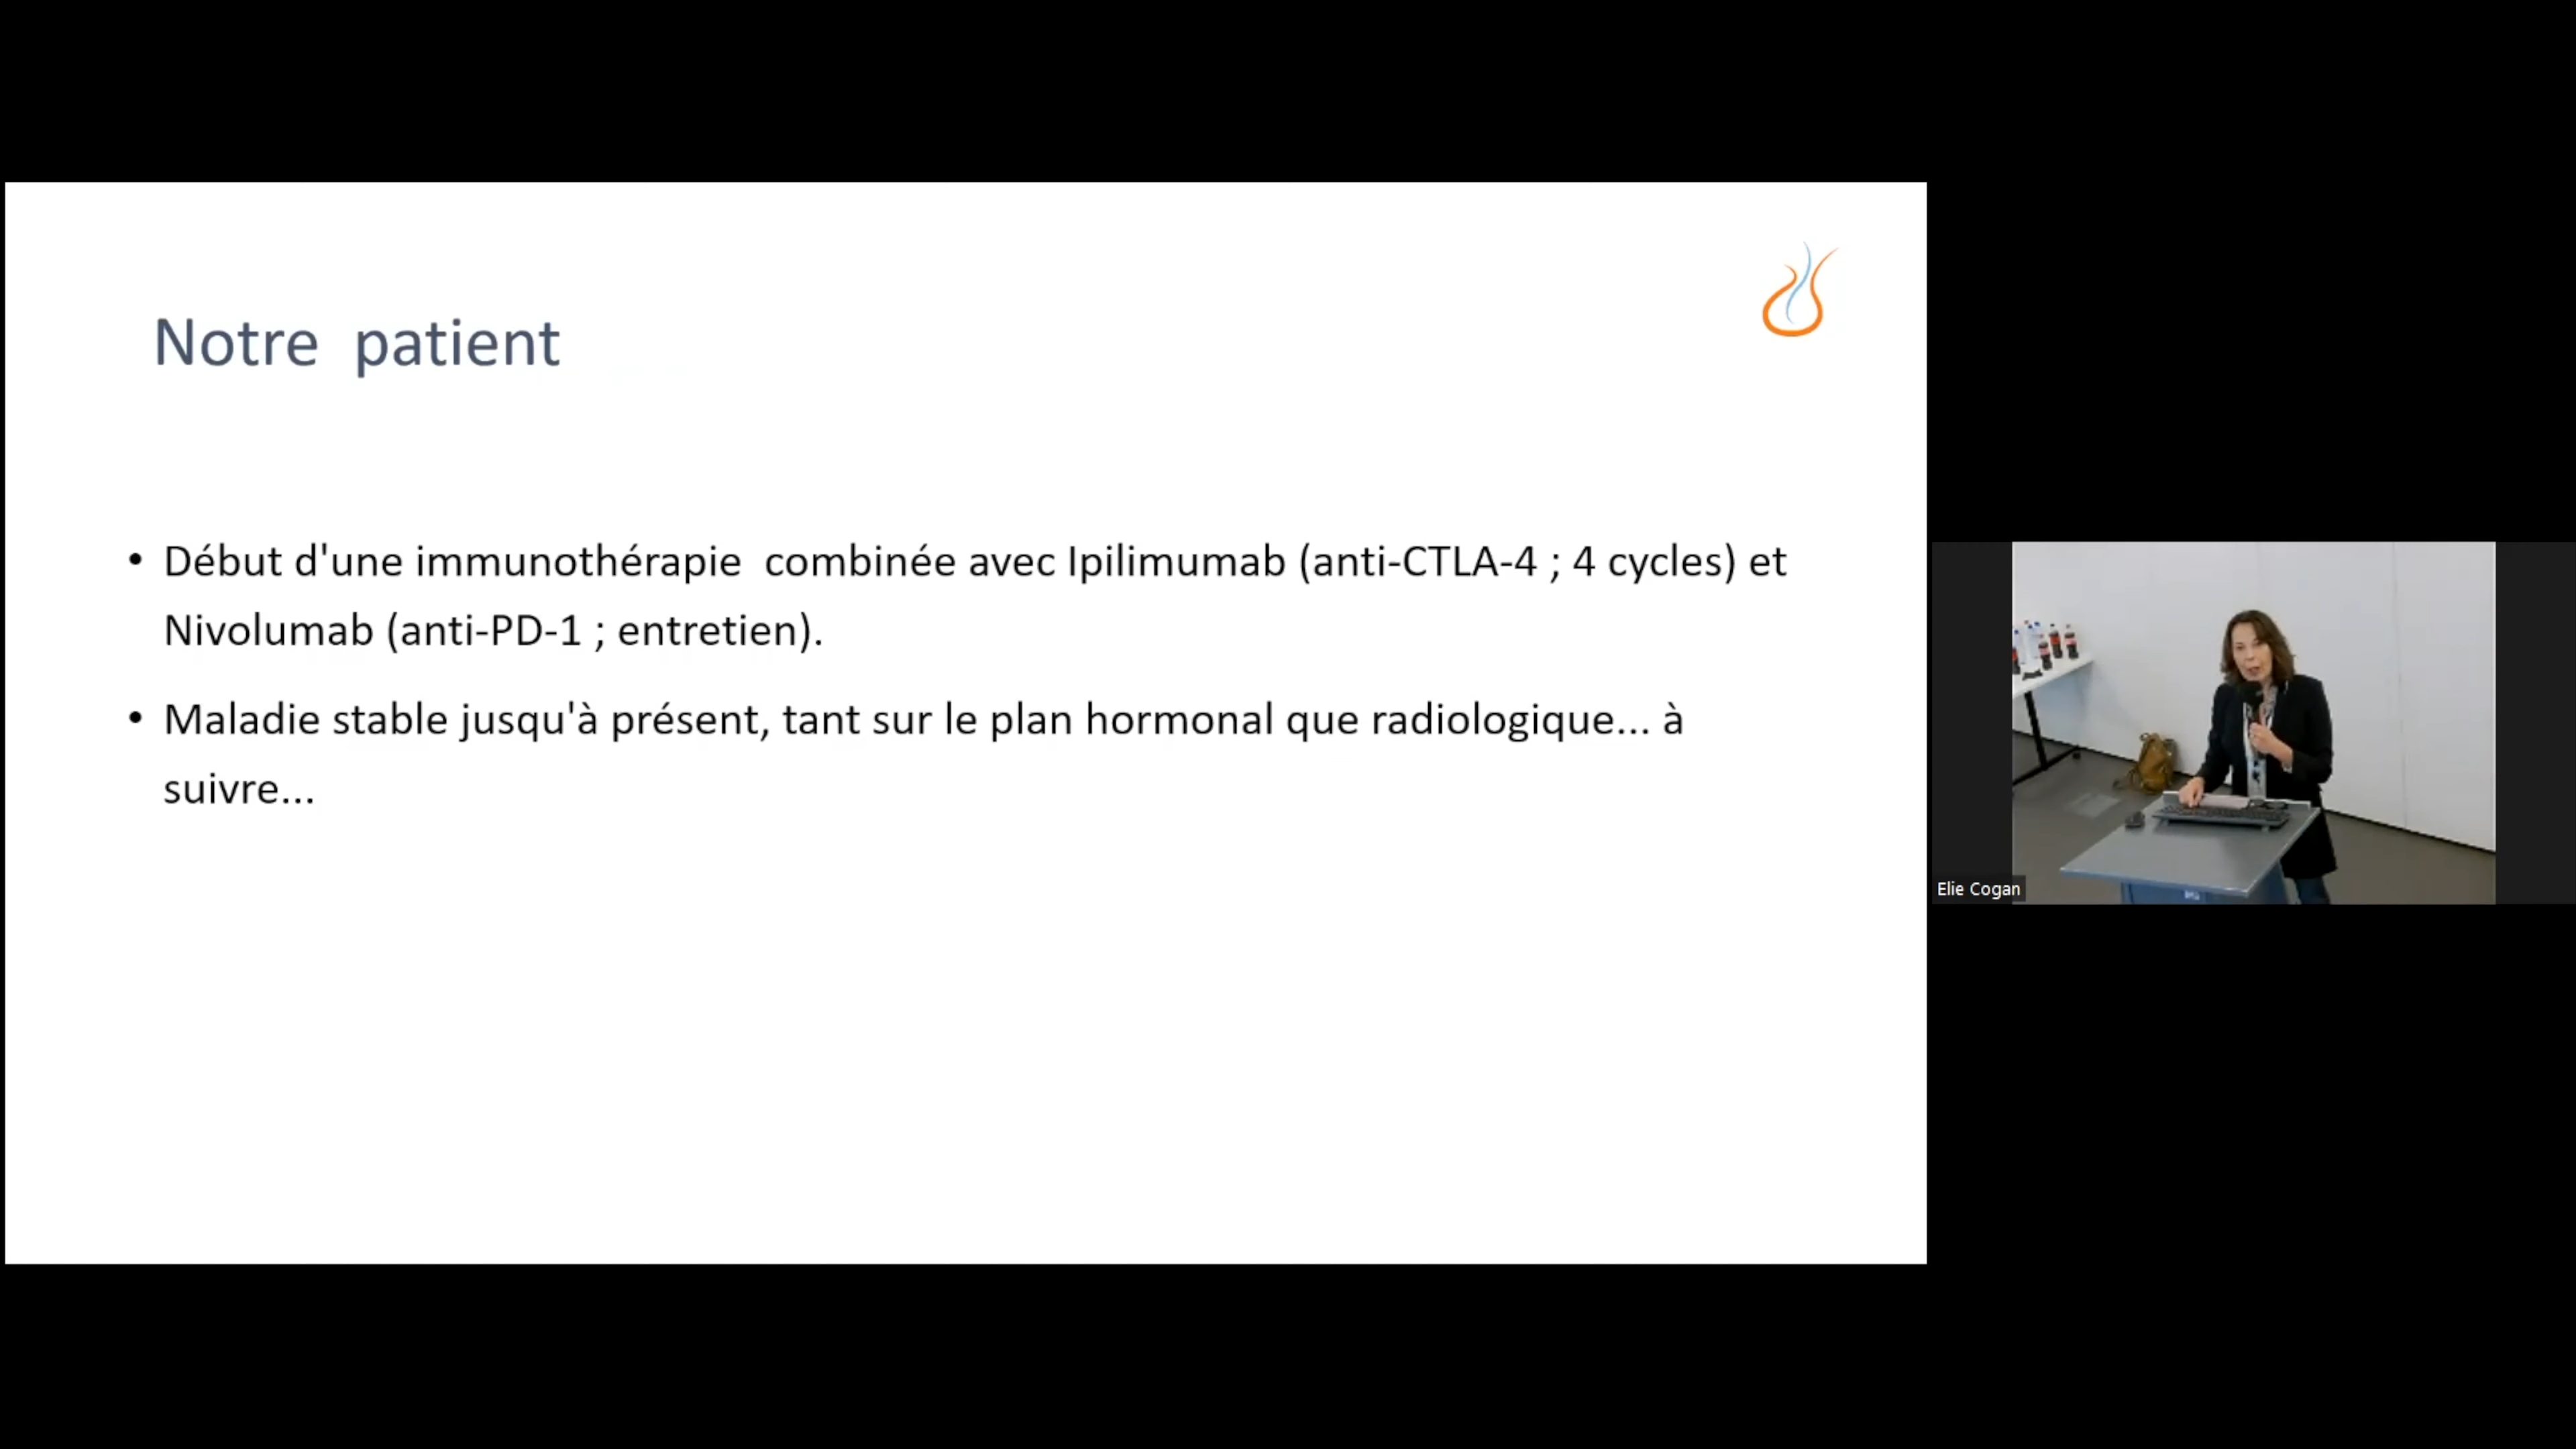 Notre patient
• Début d'une immunothérapie combinée avec Ipilimumab (anti-CTLA-4 ; 4 cycles) et
Nivolumab (anti-PD-1 ; entretien).
• Maladie stable jusqu'à présent, tant sur le plan hormonal que radiologique... à
suivre...
Elie Cogan